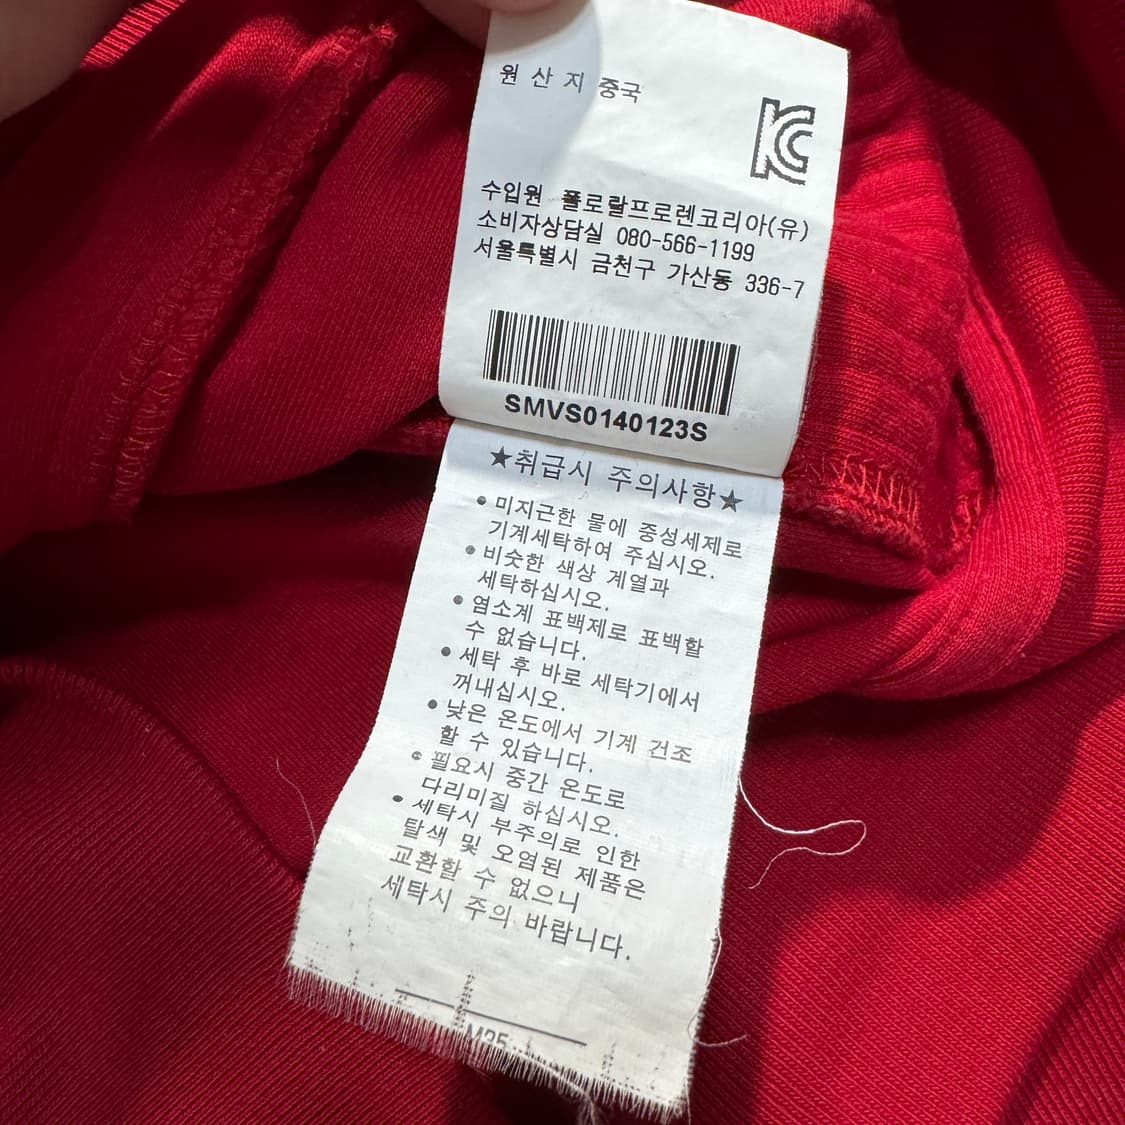 원 산 지 중국
KC
수입원 폴로랄프로렌코리아(유)
소비자상담실 080-566-1199
서울특별시 금천구 가산동 336-7
SMVS0140123S
★취급시 주의사항★
• 미지근한 물에 중성세제로
기계세탁하여 주십시오.
• 비슷한 색상 계열과
세탁하십시오.
• 염소계 표백제로 표백할
수 없습니다.
• 세탁 후 바로 세탁기에서
꺼내십시오.
• 낮은 온도에서 기계 건조
할 수 있습니다.
• 필요시 중간 온도로
다리미질 하십시오.
• 세탁시 부주의로 인한
탈색 및 오염된 제품은
교환할 수 없으니
세탁시 주의 바랍니다.